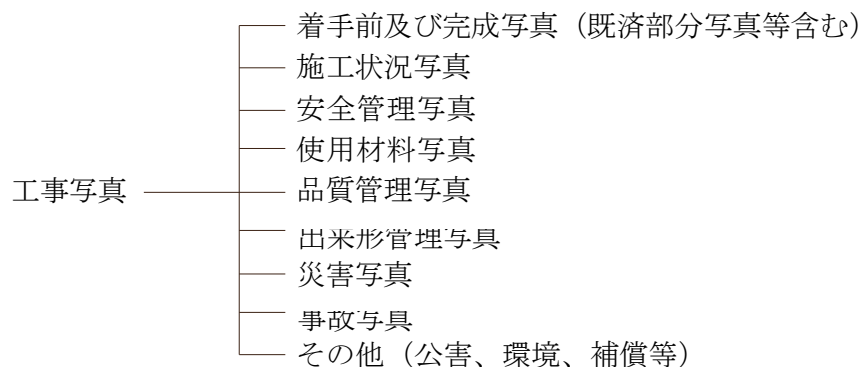 着手前及び完成写真（既済部分写真等含む）
施工状況写真
安全管理写真
使用材料写真
工事写真
品質管理写真
出来形管理写真
災害写真
事故写真
その他（公害、環境、補償等）